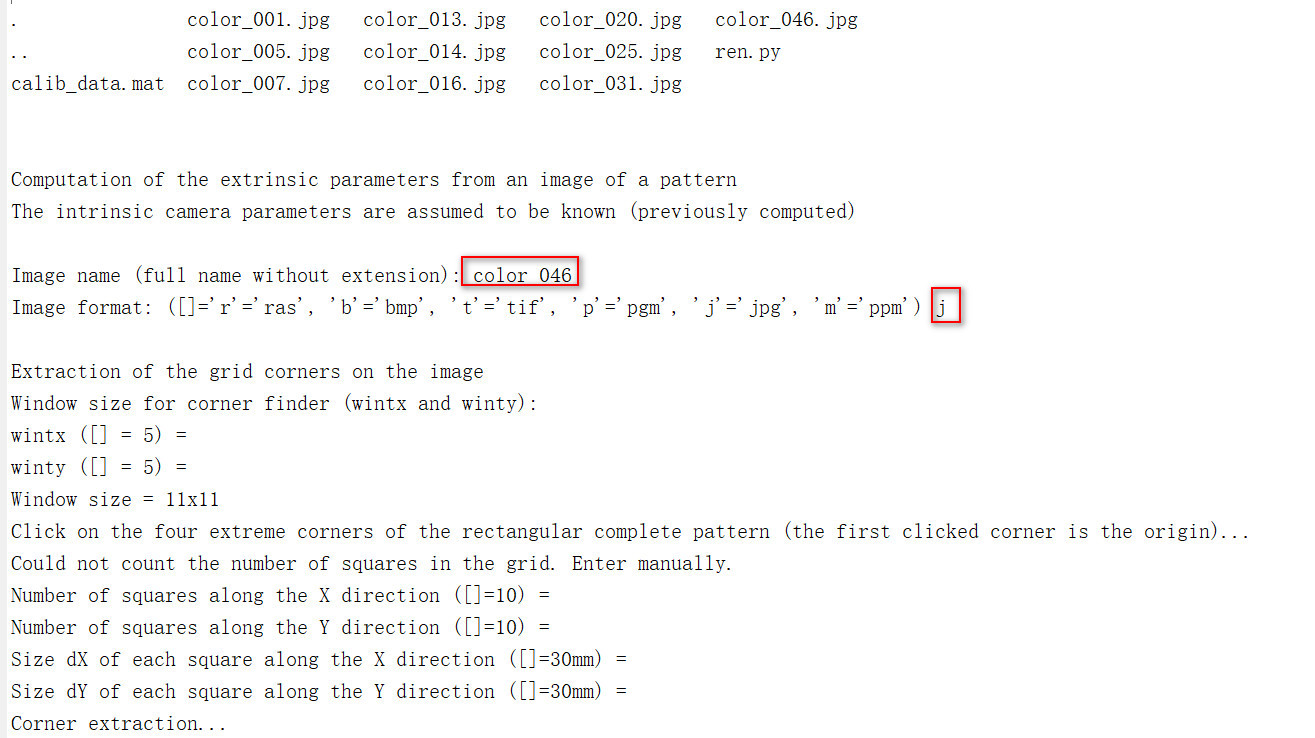 .                color_001.jpg   color_013.jpg   color_020.jpg   color_046.jpg
..               color_005.jpg   color_014.jpg   color_025.jpg   ren.py
calib_data.mat  color_007.jpg   color_016.jpg   color_031.jpg
Computation of the extrinsic parameters from an image of a pattern
The intrinsic camera parameters are assumed to be known (previously computed)
Image name (full name without extension): color_046
Image format: ([]='r'='ras', 'b'='bmp', 't'='tif', 'p'='pgm', 'j'='jpg', 'm'='ppm') j
Extraction of the grid corners on the image
Window size for corner finder (wintx and winty):
wintx ([] = 5) =
winty ([] = 5) =
Window size = 11x11
Click on the four extreme corners of the rectangular complete pattern (the first clicked corner is the origin)...
Could not count the number of squares in the grid. Enter manually.
Number of squares along the X direction ([]=10) =
Number of squares along the Y direction ([]=10) =
Size dX of each square along the X direction ([]=30mm) =
Size dY of each square along the Y direction ([]=30mm) =
Corner extraction...